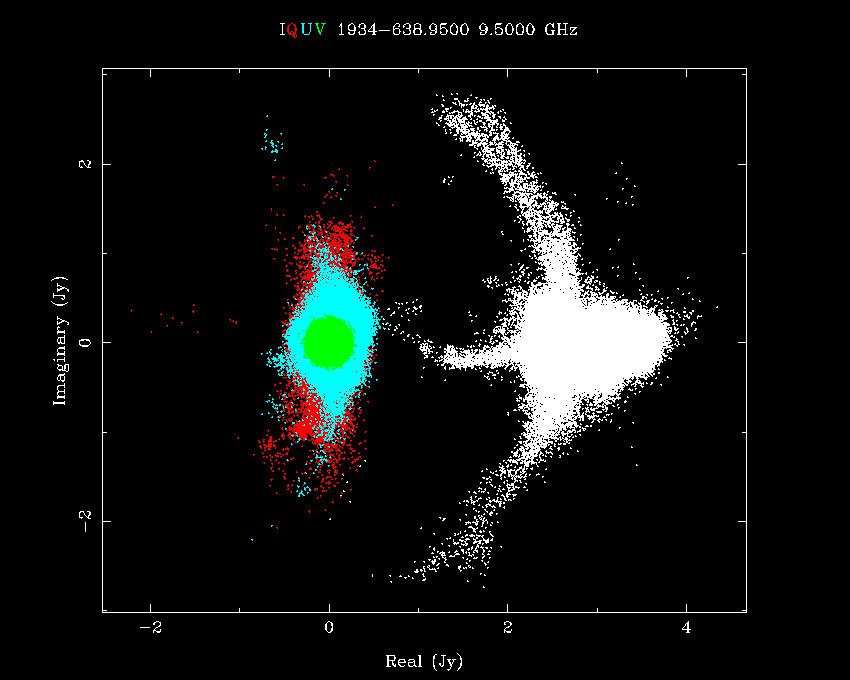 IQUV 1934−638.9500 9.5000 GHz
2
0
−2
Imaginary (Jy)
−2 0 2 4
Real (Jy)